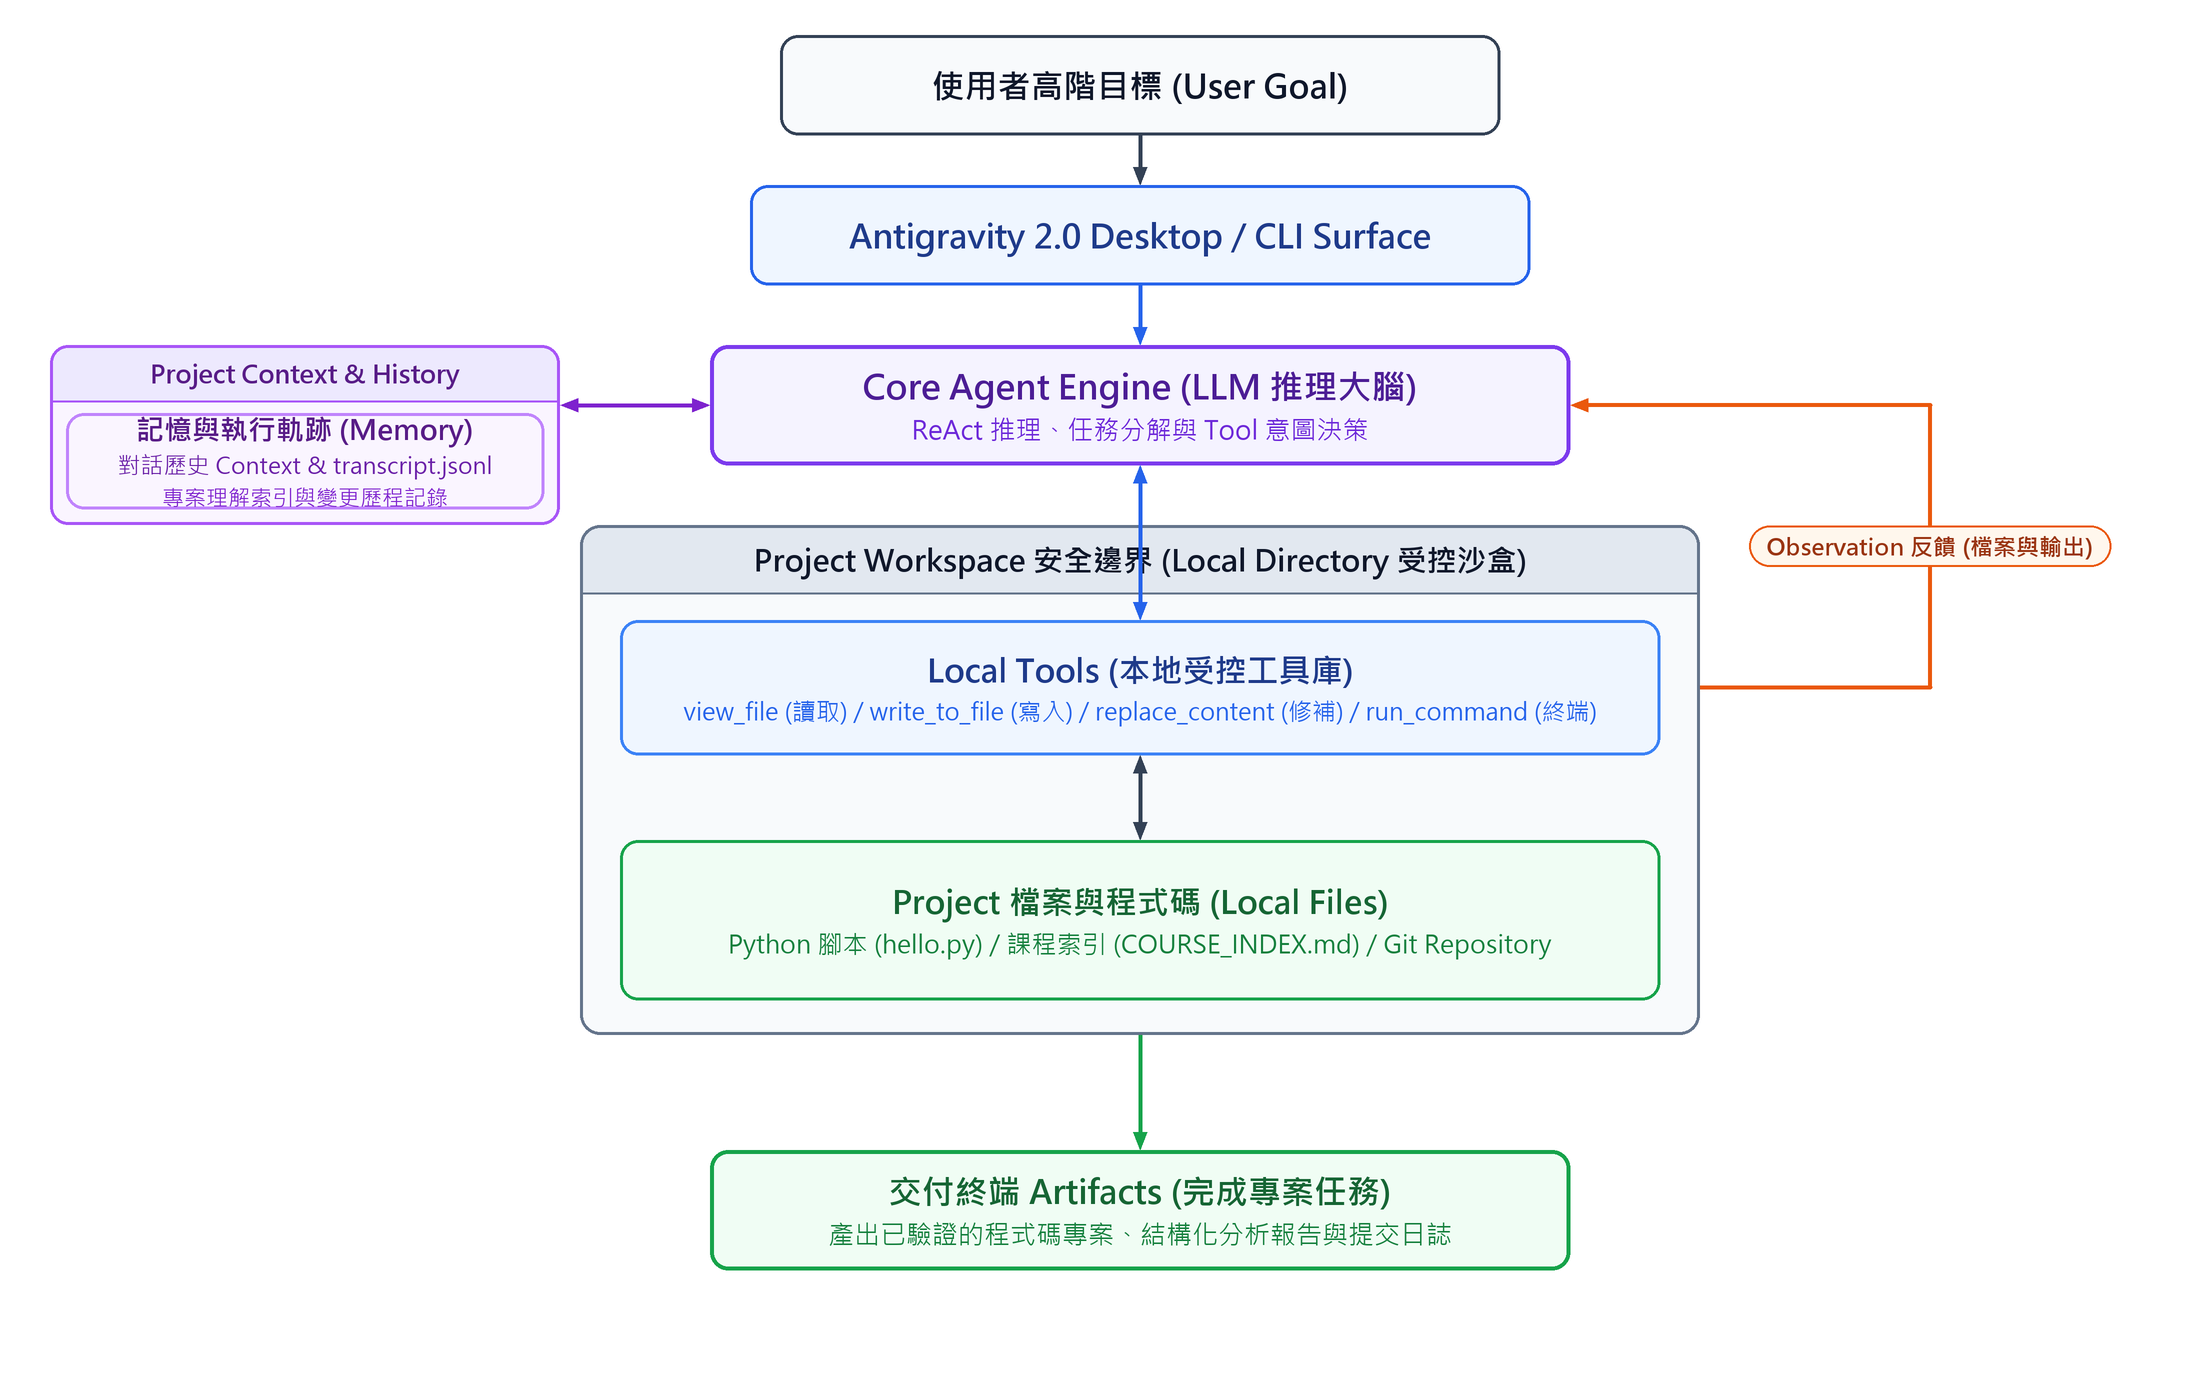 使用者高階目標 (User Goal)
Antigravity 2.0 Desktop / CLI Surface
Project Context & History
記憶與執行軌跡 (Memory)
對話歷史 Context & transcript.jsonl
專案理解索引與變更歷程記錄
Core Agent Engine (LLM 推理大腦)
ReAct 推理、任務分解與 Tool 意圖決策
Observation 反饋 (檔案與輸出)
Project Workspace 安全邊界 (Local Directory 受控沙盒)
Local Tools (本地受控工具庫)
view_file (讀取) / write_to_file (寫入) / replace_content (修補) / run_command (終端)
Project 檔案與程式碼 (Local Files)
Python 腳本 (hello.py) / 課程索引 (COURSE_INDEX.md) / Git Repository
交付終端 Artifacts (完成專案任務)
產出已驗證的程式碼專案、結構化分析報告與提交日誌